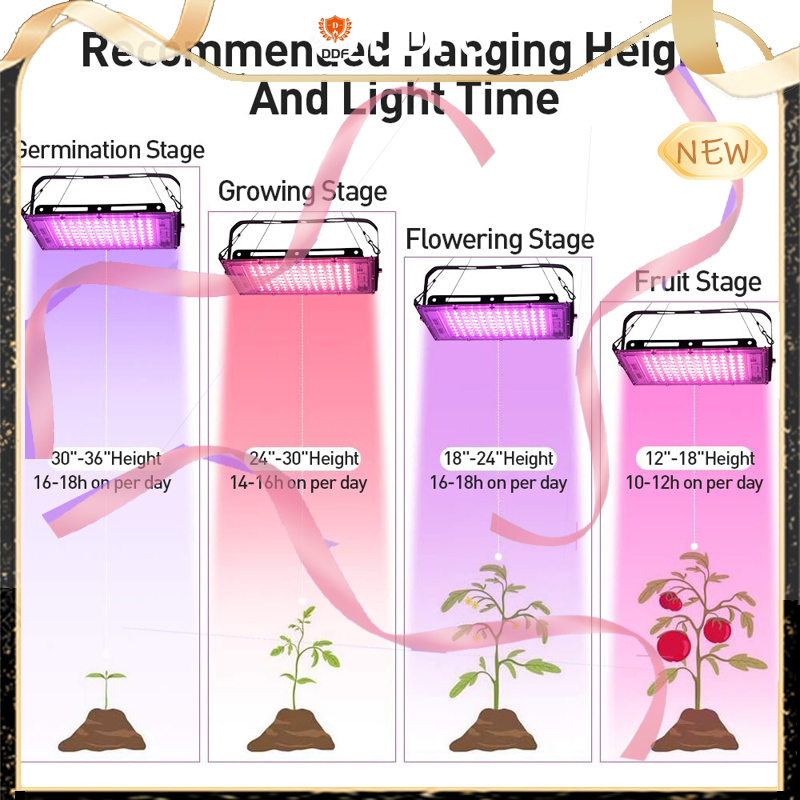 DDF
Recommended Hanging Height
And Light Time
NEW
Germination Stage
30"-36"Height
16-18h on per day
Growing Stage
24"-30"Height
14-16h on per day
Flowering Stage
18"-24"Height
16-18h on per day
Fruit Stage
12"-18"Height
10-12h on per day